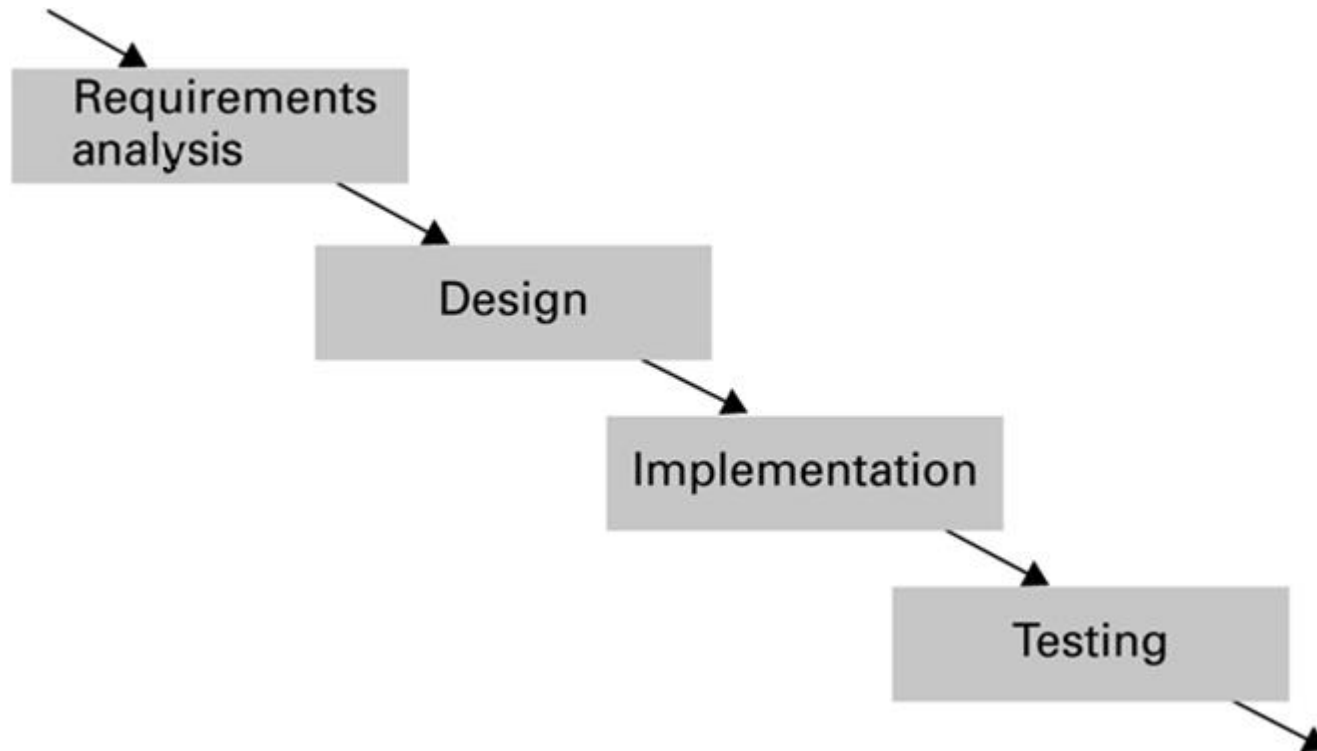 Requirements
analysis
Design
Implementation
Testing